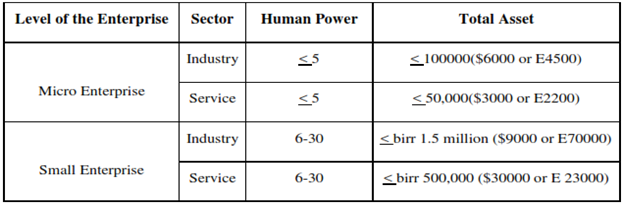 Level of the Enterprise Sector Human Power Total Asset
Micro Enterprise
Industry ≤5 ≤100000($6000 or E4500)
Service ≤5 ≤50,000($3000 or E2200)
Small Enterprise
Industry 6-30 ≤birr 1.5 million ($9000 or E70000)
Service 6-30 ≤birr 500,000 ($30000 or E 23000)